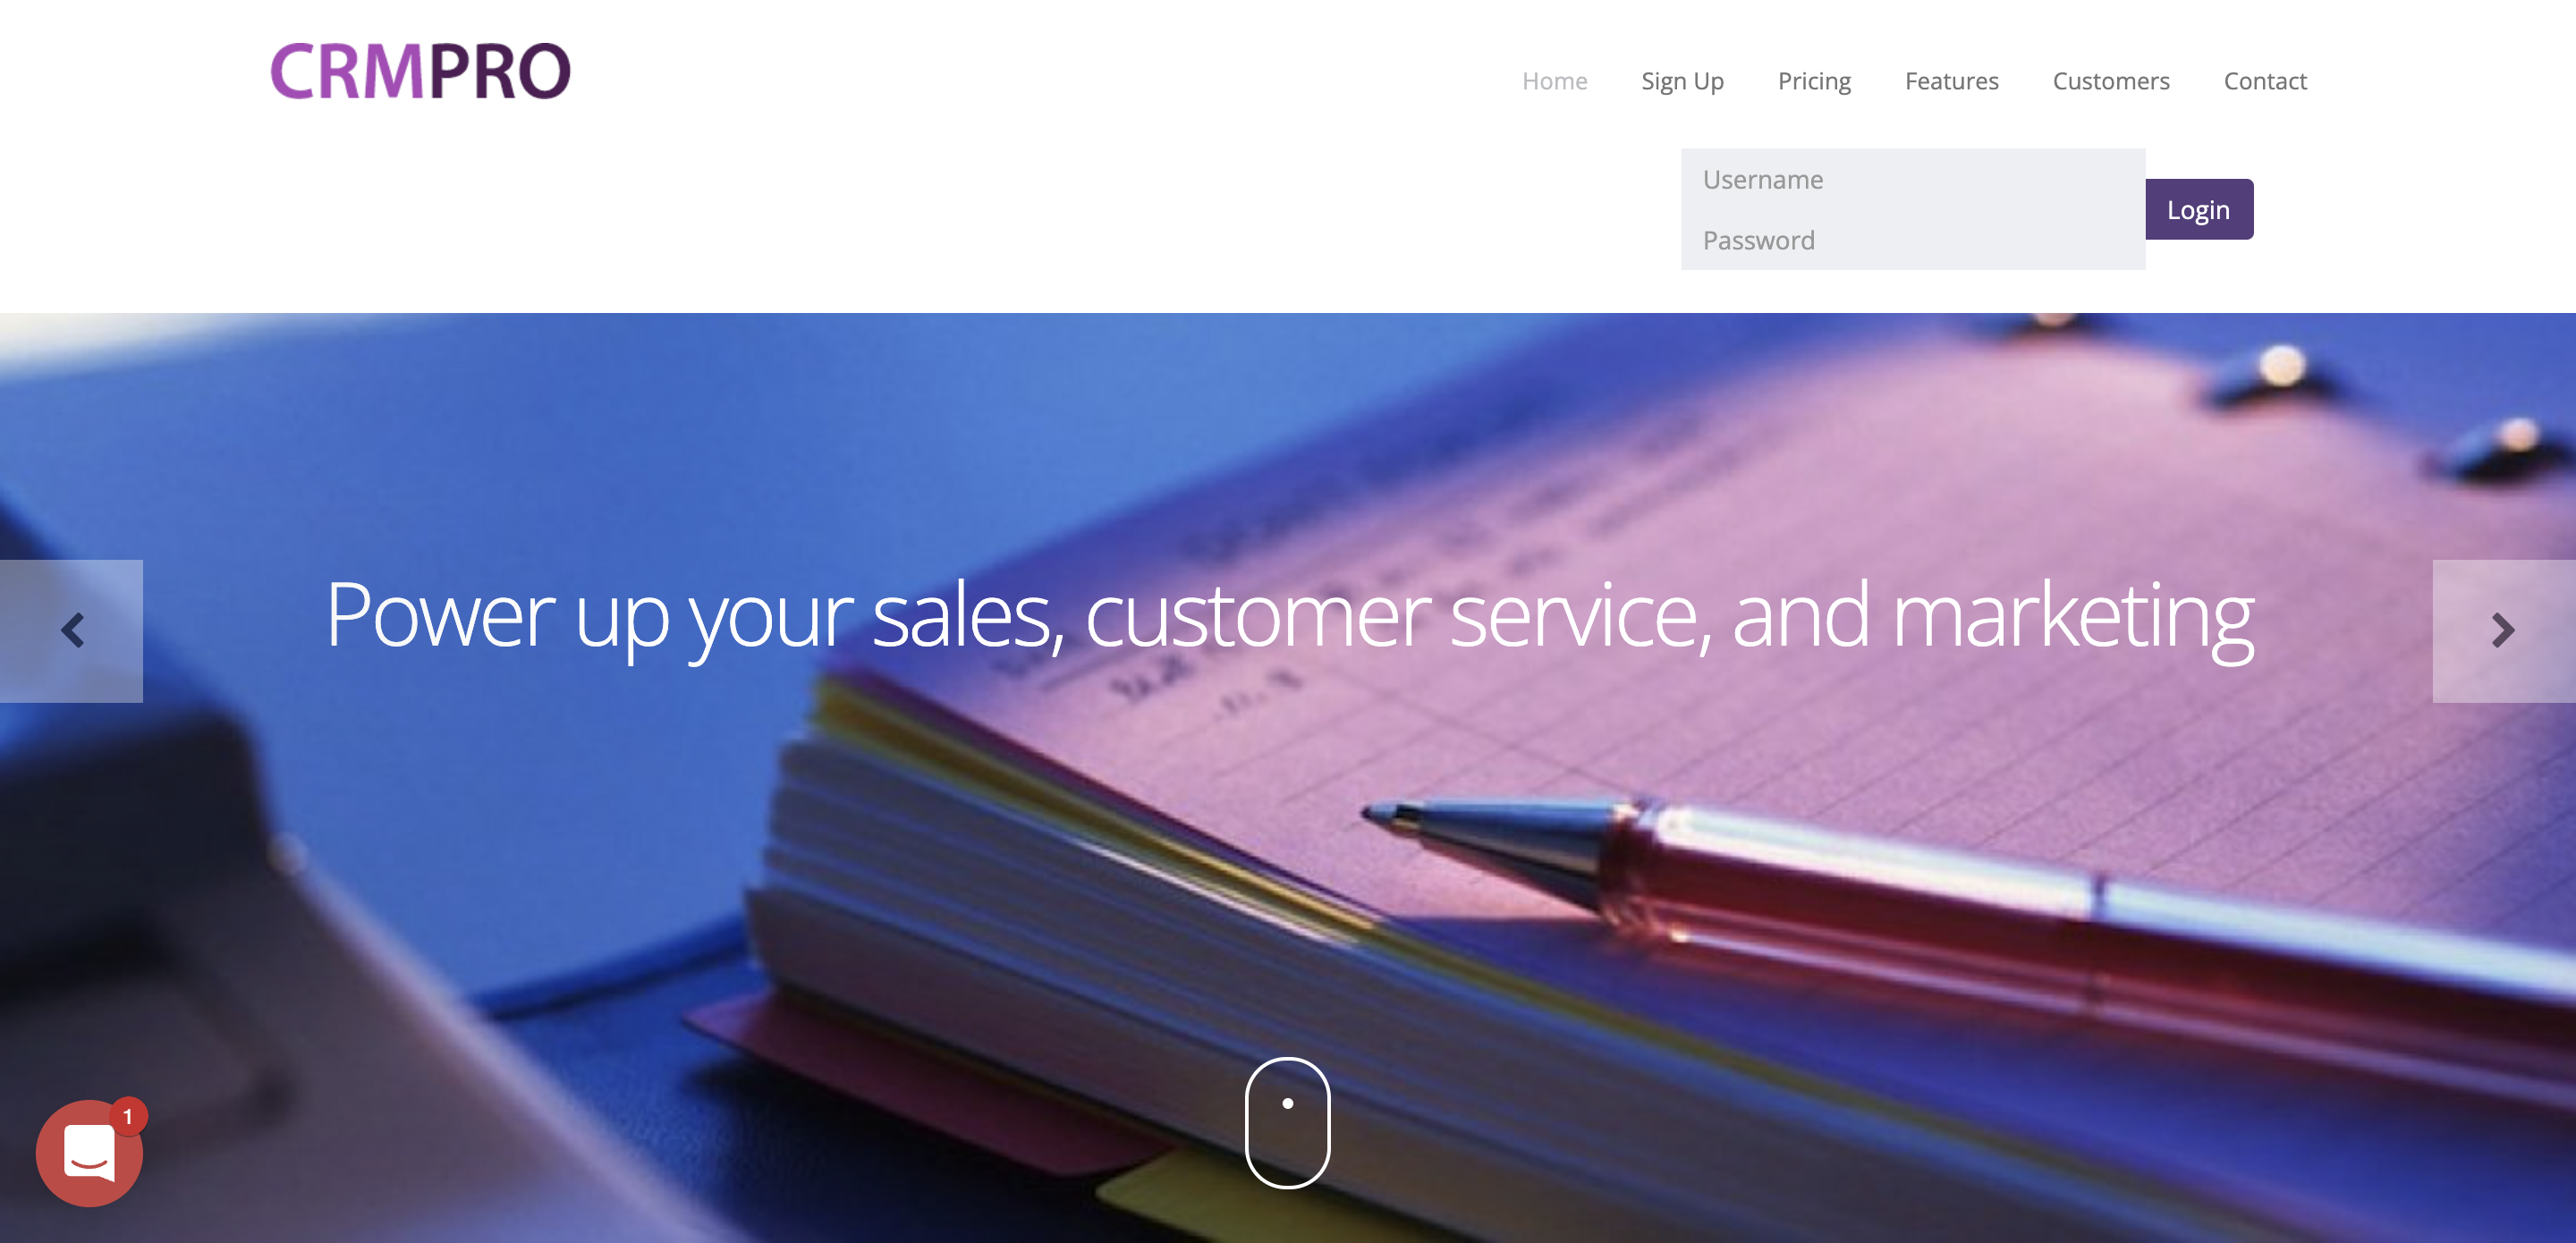 CRMPRO
Home Sign Up Pricing Features Customers Contact
Username
Password
Login
Power up your sales, customer service, and marketing
1